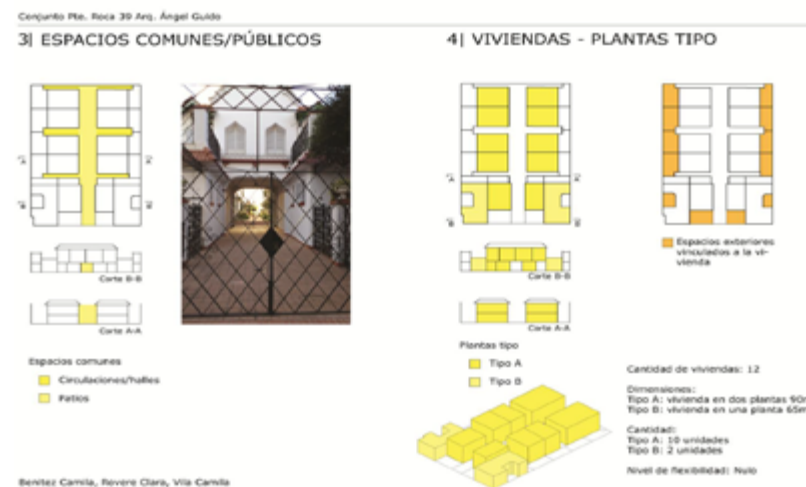 Conjunto Pte. Roca 39 Arq. Ángel Guido
3| ESPACIOS COMUNES/PÚBLICOS
4| VIVIENDAS - PLANTAS TIPO
A
A
B
B
A
A
B
B
Corte B-B
Corte A-A
Corte B-B
Corte A-A
Espacios exteriores
vinculados a la vi-
vienda
Espacios comunes
Circulaciones/halles
Patios
Plantas tipo
Tipo A
Tipo B
Cantidad de viviendas: 12
Dimensiones:
Tipo A: vivienda en dos plantas 90m
Tipo B: vivienda en una planta 65m
Cantidad:
Tipo A: 10 unidades
Tipo B: 2 unidades
Nivel de flexibilidad: Nulo
Benitez Camila, Rovere Clara, Vila Camila